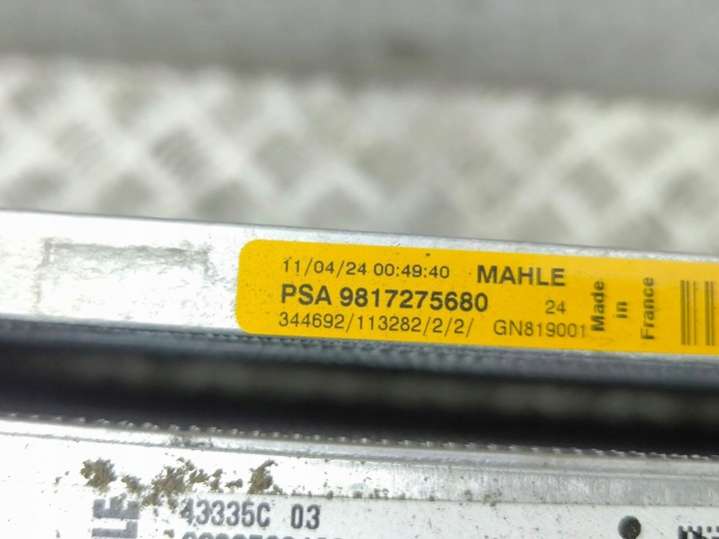 11/04/24 00:49:40 MAHLE
PSA 9817275680 24
344692/113282/2/2/ GN819001
Made
in
France
43335C 03